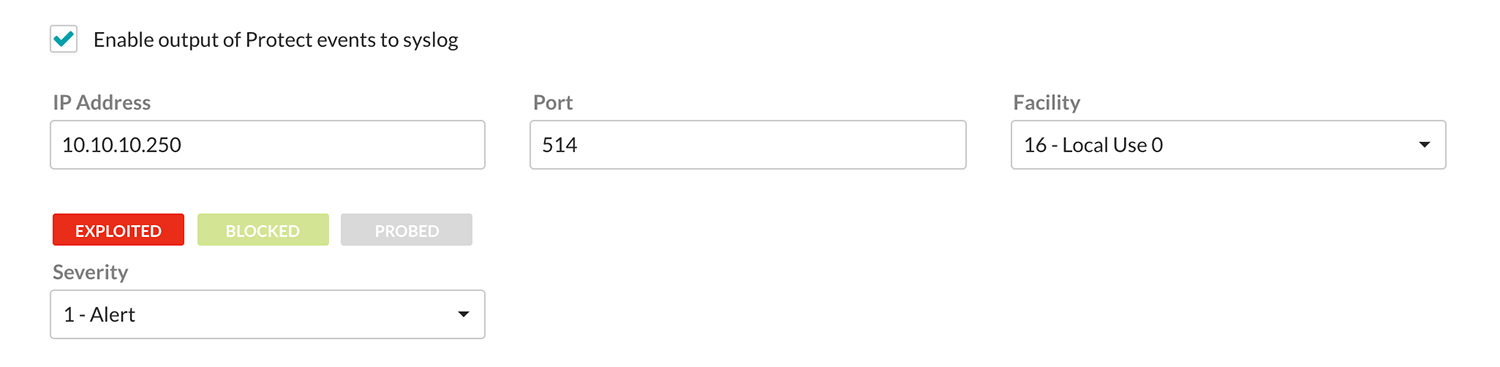 Enable output of Protect events to syslog
IP Address
Port
Facility
10.10.10.250
514
16 - Local Use 0
EXPLOITED
BLOCKED
PROBED
Severity
1 - Alert